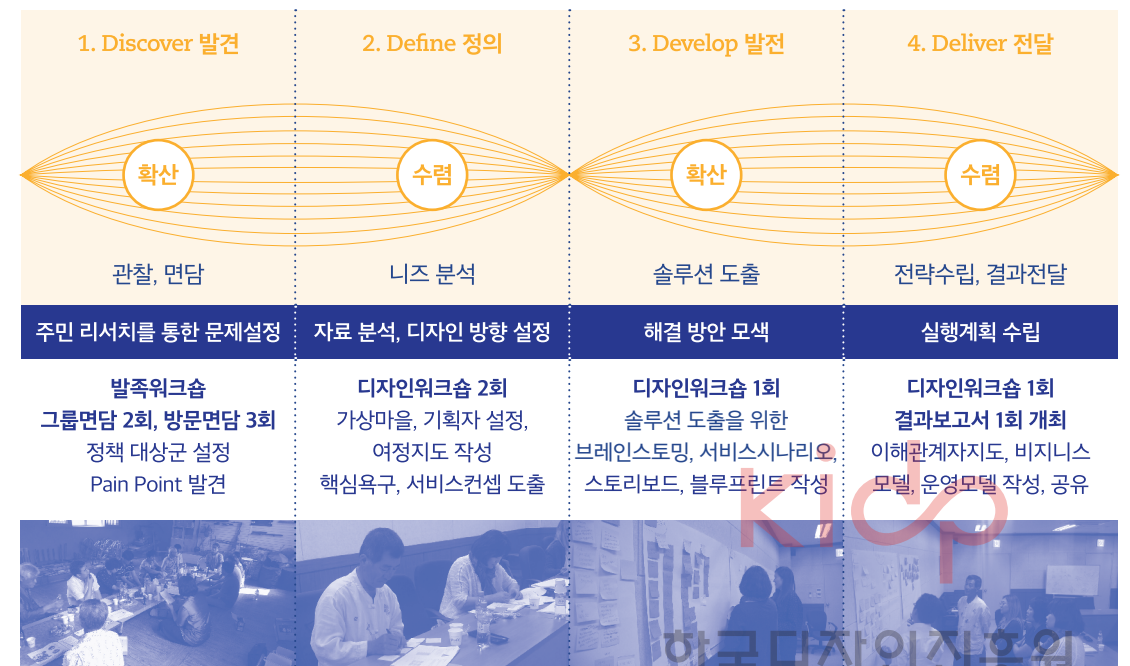 1. Discover 발견
2. Define 정의
3. Develop 발전
4. Deliver 전달
확산
수렴
확산
수렴
관찰, 면담
니즈 분석
솔루션 도출
전략수립, 결과전달
주민 리서치를 통한 문제설정
자료 분석, 디자인 방향 설정
해결 방안 모색
실행계획 수립
발족워크숍
그룹면담 2회, 방문면담 3회
정책 대상군 설정
Pain Point 발견
디자인워크숍 2회
가상마을, 기획자 설정,
여정지도 작성
핵심욕구, 서비스컨셉 도출
디자인워크숍 1회
솔루션 도출을 위한
브레인스토밍, 서비스시나리오,
스토리보드, 블루프린트 작성
디자인워크숍 1회
결과보고서 1회 개최
이해관계자지도, 비지니스
모델, 운영모델 작성, 공유
kidp
한국디자인진흥원